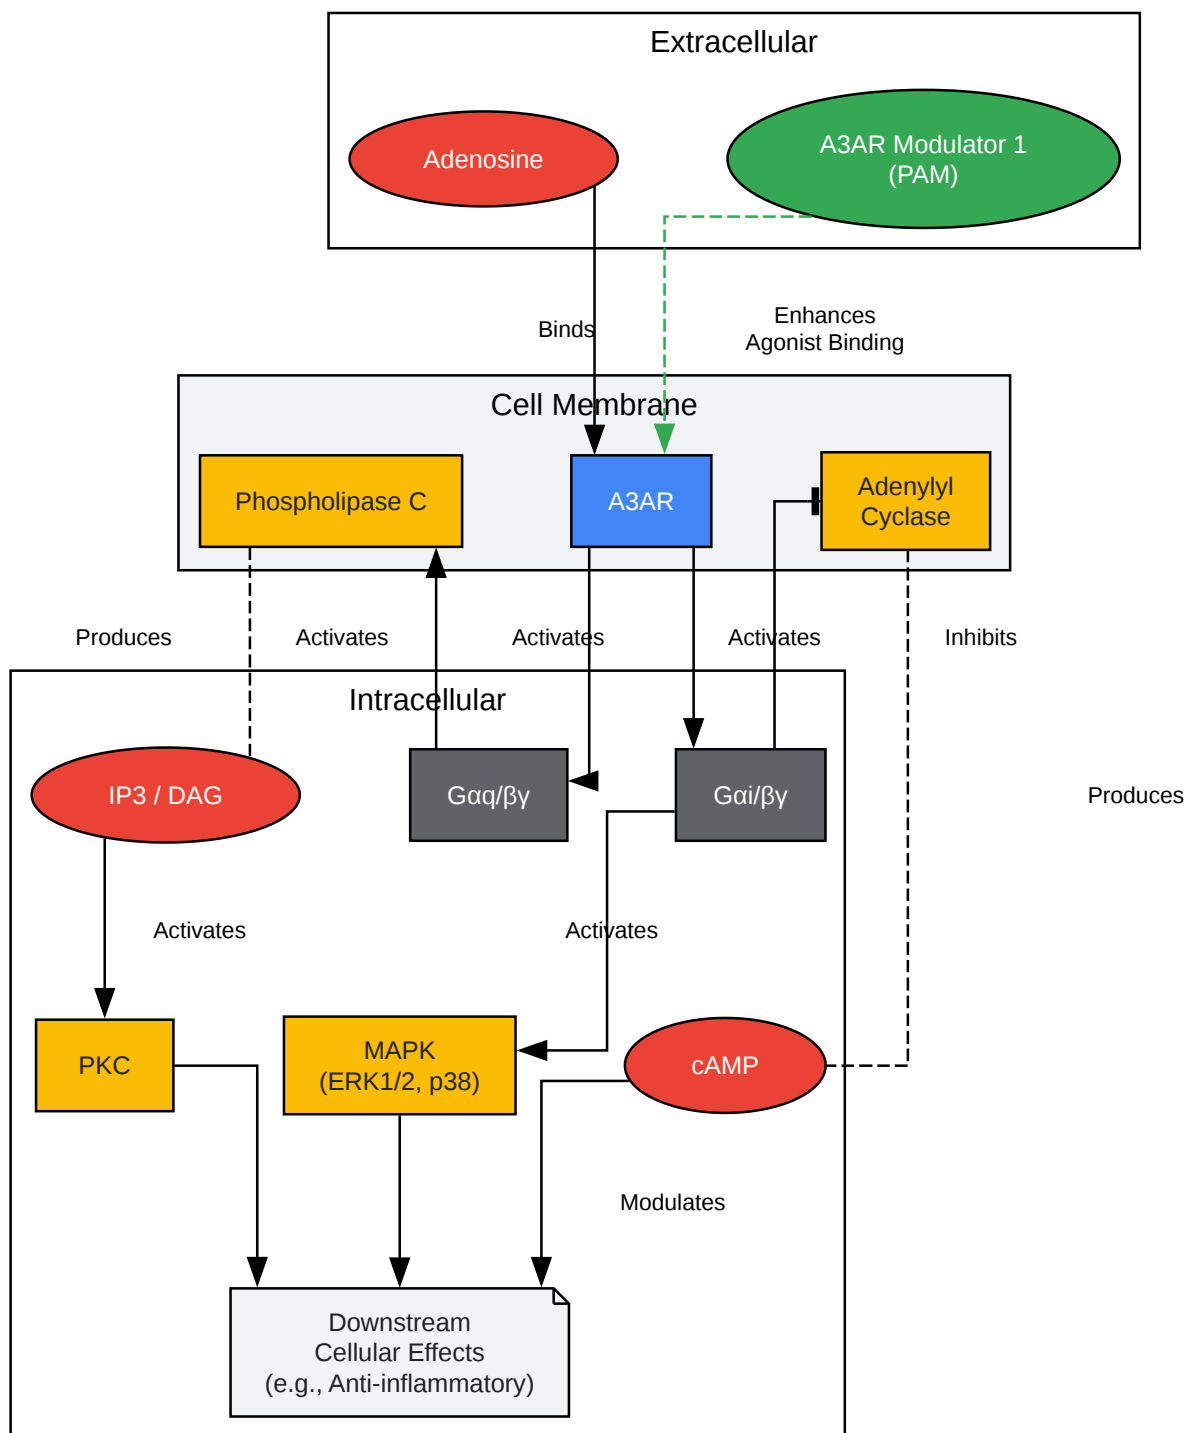 Extracellular
Adenosine
A3AR Modulator 1
(PAM)
Binds
Enhances
Agonist Binding
Cell Membrane
Phospholipase C
A3AR
Adenylyl
Cyclase
Produces
Activates
Activates
Activates
Inhibits
Intracellular
IP3 / DAG
Gαq/βγ
Gαi/βγ
Produces
Activates
Activates
PKC
MAPK
(ERK1/2, p38)
cAMP
Modulates
Downstream
Cellular Effects
(e.g., Anti-inflammatory)